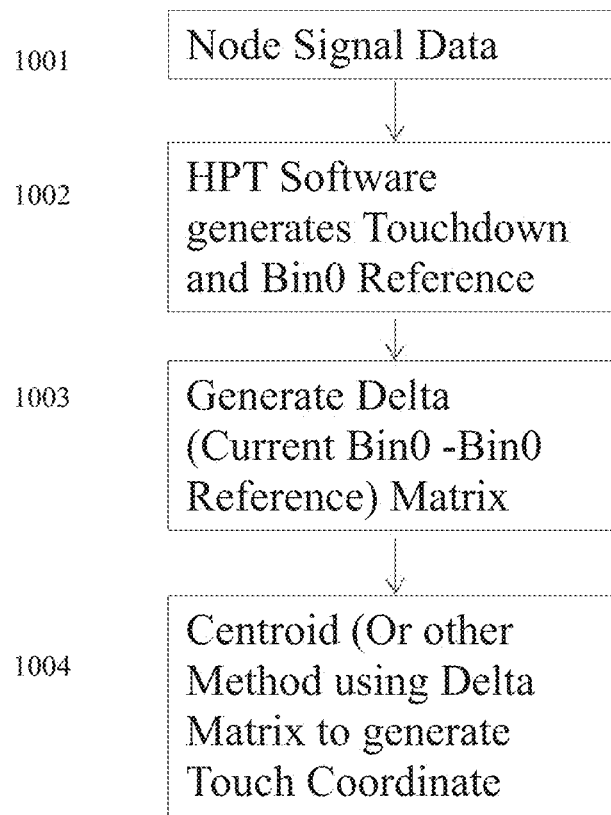 1001
Node Signal Data
1002
HPT Software
generates Touchdown
and Bin0 Reference
1003
Generate Delta
(Current Bin0 -Bin0
Reference) Matrix
1004
Centroid (Or other
Method using Delta
Matrix to generate
Touch Coordinate